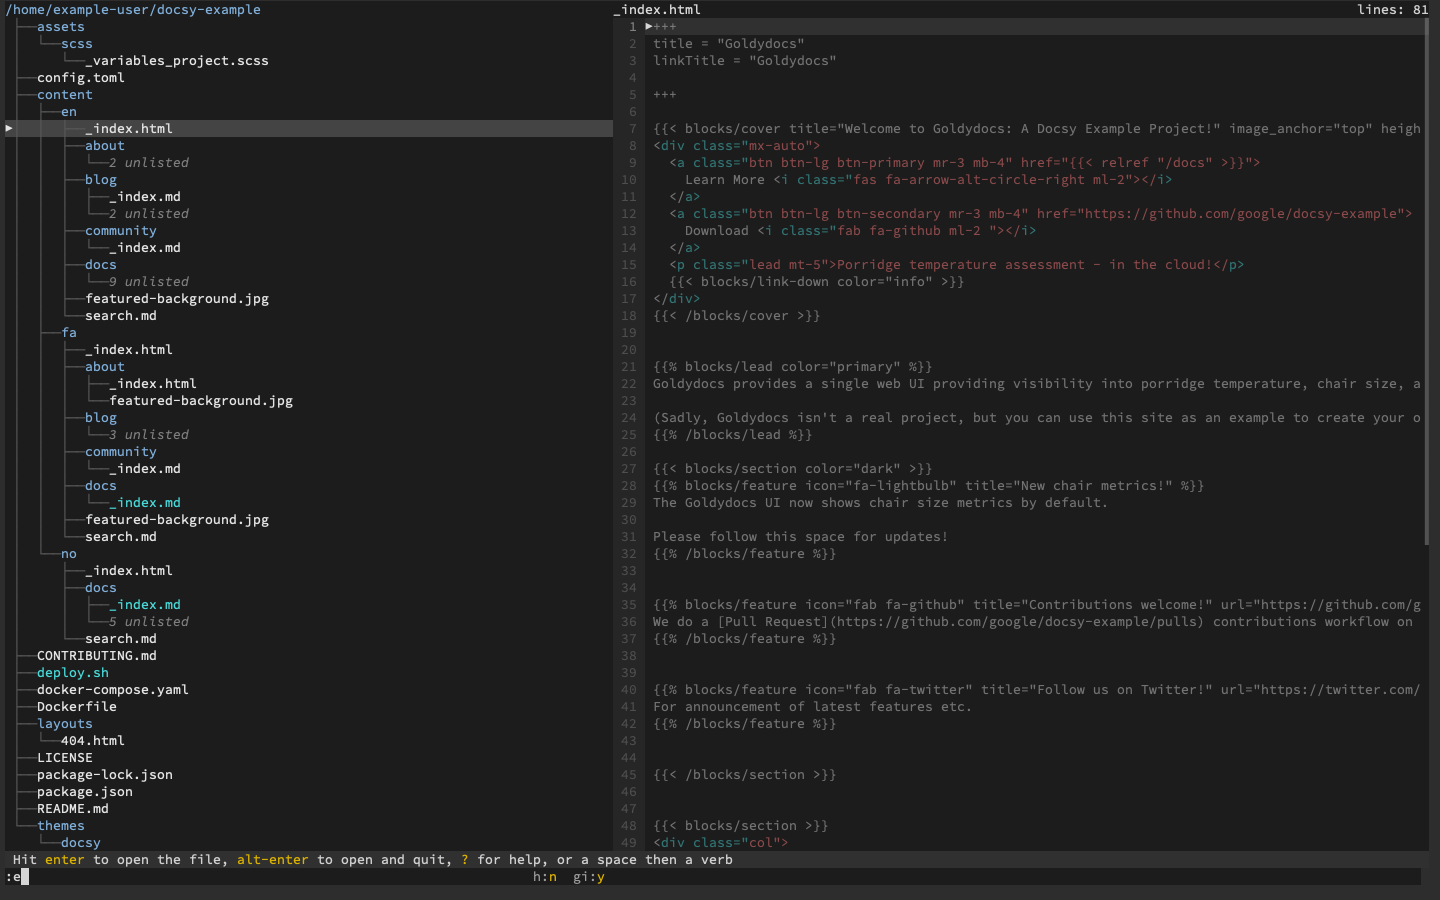 /home/example-user/docsy-example
assets
scss
_variables_project.scss
config.toml
content
en
_index.html
about
2 unlisted
blog
_index.md
2 unlisted
community
_index.md
docs
9 unlisted
featured-background.jpg
search.md
fa
_index.html
about
_index.html
featured-background.jpg
blog
3 unlisted
community
_index.md
docs
_index.md
featured-background.jpg
search.md
no
_index.html
docs
_index.md
5 unlisted
search.md
CONTRIBUTING.md
deploy.sh
docker-compose.yaml
Dockerfile
layouts
404.html
LICENSE
package-lock.json
package.json
README.md
themes
docsy
_index.html lines: 81
1 +++
2 title = "Goldydocs"
3 linkTitle = "Goldydocs"
4
5 +++
6
7 {{< blocks/cover title="Welcome to Goldydocs: A Docsy Example Project!" image_anchor="top" heigh
8 <div class="mx-auto">
9 <a class="btn btn-lg btn-primary mr-3 mb-4" href="{{< relref "/docs" >}}">
10 Learn More <i class="fas fa-arrow-alt-circle-right ml-2"></i>
11 </a>
12 <a class="btn btn-lg btn-secondary mr-3 mb-4" href="https://github.com/google/docsy-example">
13 Download <i class="fab fa-github ml-2 "></i>
14 </a>
15 <p class="lead mt-5">Porridge temperature assessment - in the cloud!</p>
16 {{< blocks/link-down color="info" >}}
17 </div>
18 {{< /blocks/cover >}}
19
20
21 {{% blocks/lead color="primary" %}}
22 Goldydocs provides a single web UI providing visibility into porridge temperature, chair size, a
23
24 (Sadly, Goldydocs isn't a real project, but you can use this site as an example to create your o
25 {{% /blocks/lead %}}
26
27 {{< blocks/section color="dark" >}}
28 {{% blocks/feature icon="fa-lightbulb" title="New chair metrics!" %}}
29 The Goldydocs UI now shows chair size metrics by default.
30
31 Please follow this space for updates!
32 {{% /blocks/feature %}}
33
34
35 {{% blocks/feature icon="fab fa-github" title="Contributions welcome!" url="https://github.com/g
36 We do a [Pull Request](https://github.com/google/docsy-example/pulls) contributions workflow on
37 {{% /blocks/feature %}}
38
39
40 {{% blocks/feature icon="fab fa-twitter" title="Follow us on Twitter!" url="https://twitter.com/
41 For announcement of latest features etc.
42 {{% /blocks/feature %}}
43
44
45 {{< /blocks/section >}}
46
47
48 {{< blocks/section >}}
49 <div class="col">
Hit enter to open the file, alt-enter to open and quit, ? for help, or a space then a verb
:e h:n gi:y